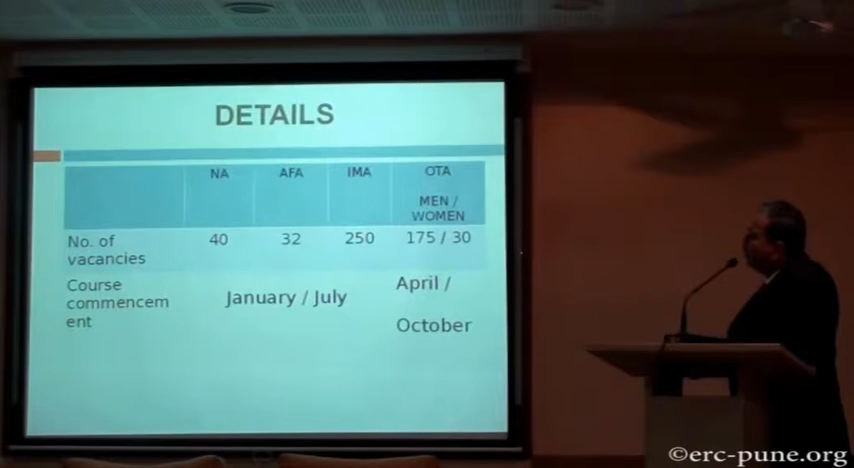 DETAILS
NA AFA IMA OTA
MEN /
WOMEN
No. of
vacancies
40 32 250 175 / 30
Course
commencem
ent
January / July
April /
October
©erc-pune.org